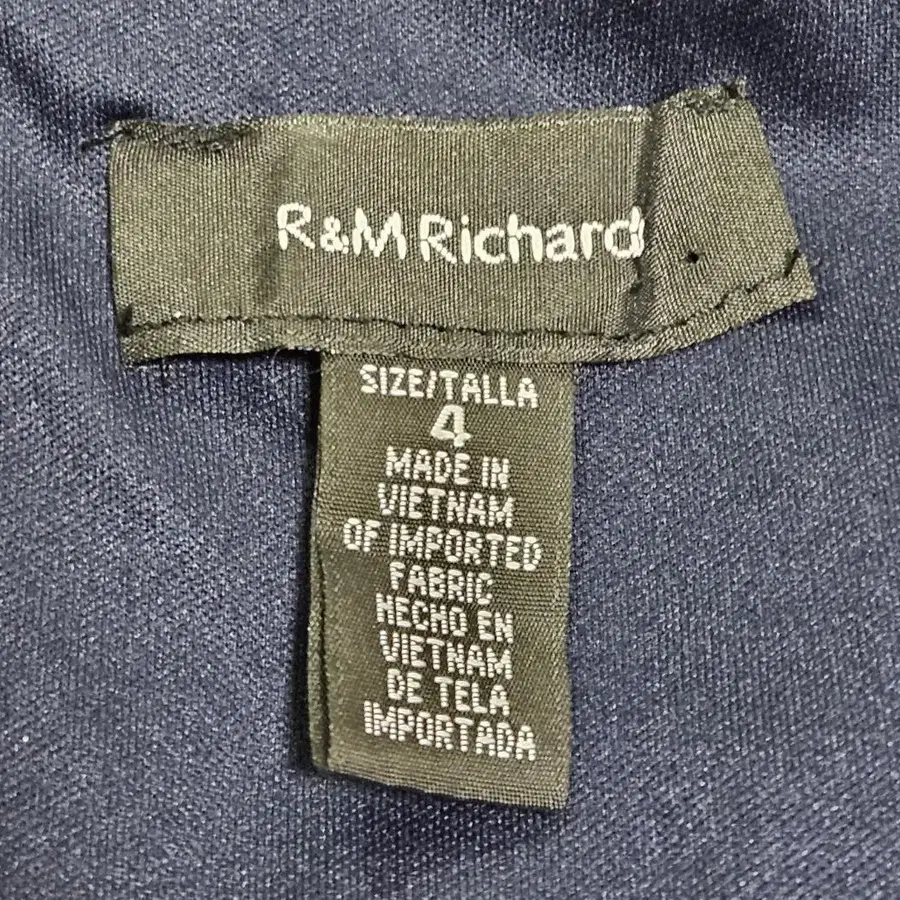 R&M Richard
SIZE/TALLA
4
MADE IN
VIETNAM
OF IMPORTED
FABRIC
HECHO EN
VIETNAM
DE TELA
IMPORTADA